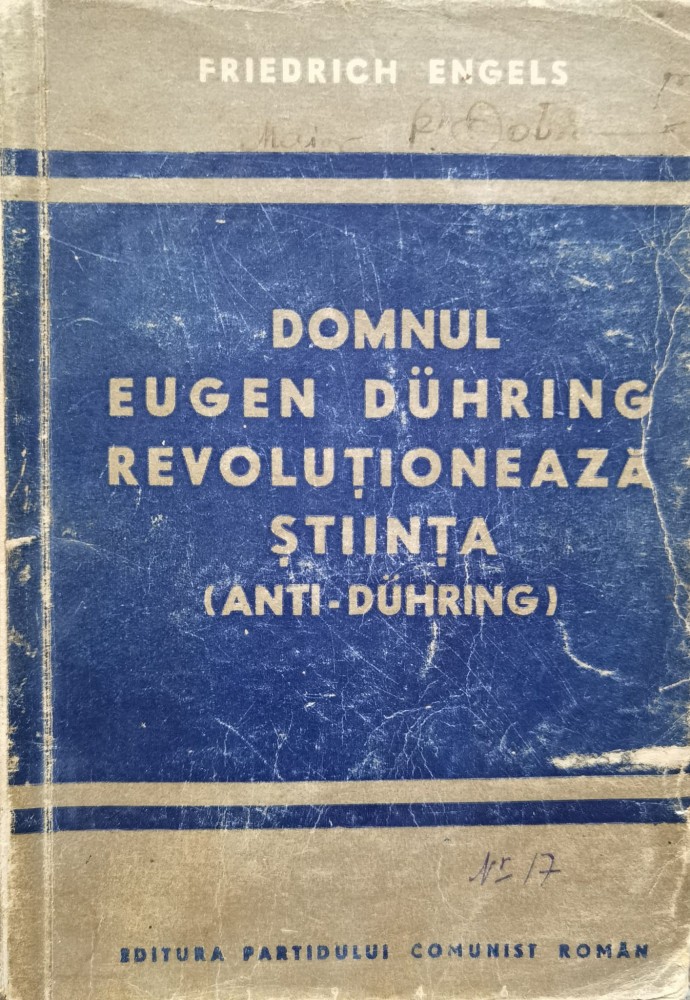 FRIEDRICH ENGELS
DOMNUL
EUGEN DÜHRING
REVOLUȚIONEAZĂ
ȘTIINȚA
(ANTI-DÜHRING)
Nr 17
EDITURA PARTIDULUI COMUNIST ROMÂN